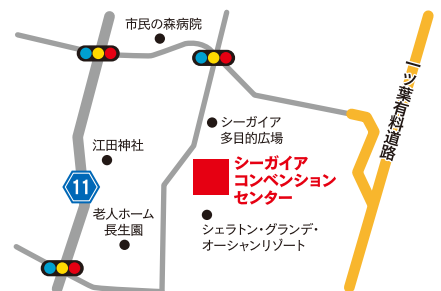 市民の森病院
シーガイア
多目的広場
江田神社
シーガイア
コンベンション
センター
11
老人ホーム
長生園
シェラトン・グランデ・
オーシャンリゾート
一ツ葉有料道路